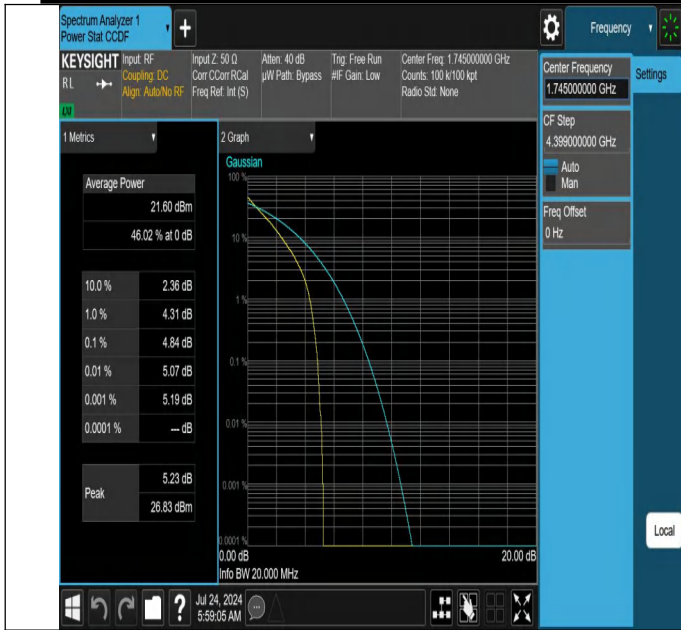 Spectrum Analyzer 1
Power Stat CCDF
Frequency
KEYSIGHT
RL
LXI
Input: RF
Coupling: DC
Align: Auto/No RF
Input Z: 50 Ω
Corr CCorr RCal
Freq Ref: Int (S)
Atten: 40 dB
µW Path: Bypass
Trig: Free Run
#IF Gain: Low
Center Freq: 1.745000000 GHz
Counts: 100 k/100 kpt
Radio Std: None
Center Frequency
1.745000000 GHz
Settings
CF Step
4.399000000 GHz
Auto
Man
Freq Offset
0 Hz
1 Metrics
Average Power
21.60 dBm
46.02 % at 0 dB
10.0 % 2.36 dB
1.0 % 4.31 dB
0.1 % 4.84 dB
0.01 % 5.07 dB
0.001 % 5.19 dB
0.0001 % --- dB
Peak
5.23 dB
26.83 dBm
2 Graph
Gaussian
100 %
10 %
1 %
0.1 %
0.01 %
0.001 %
0.0001 %
0.00 dB
20.00 dB
Info BW 20.000 MHz
Local
?
Jul 24, 2024
5:59:05 AM